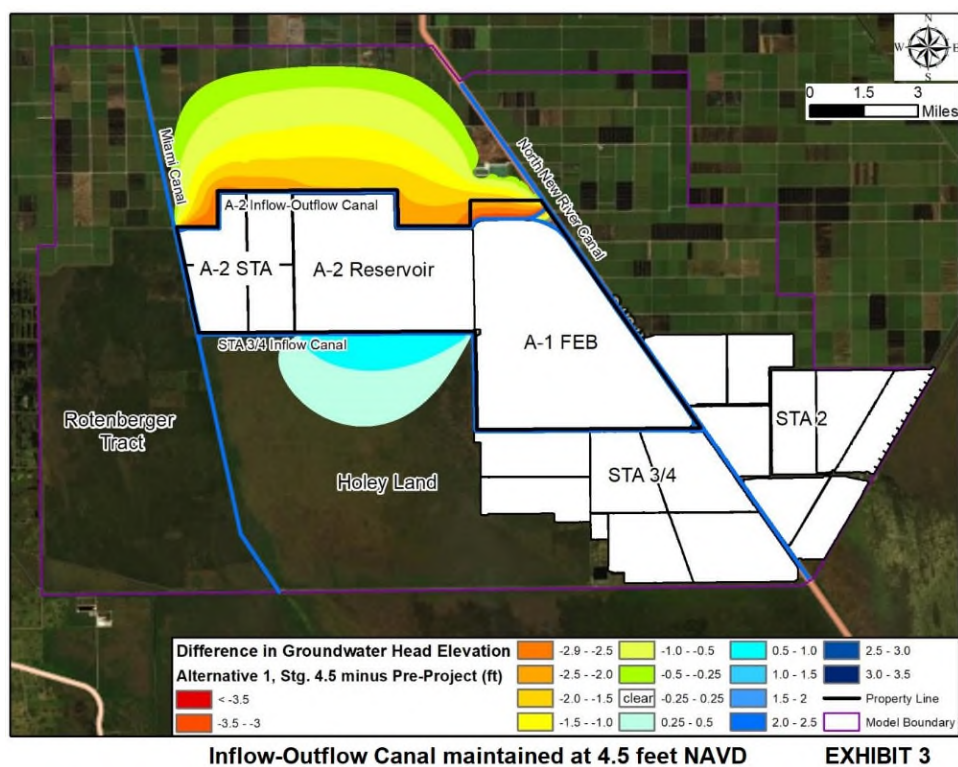 N
W E
S
0 1.5 3
Miles
Miami Canal
North New River Canal
A-2 Inflow-Outflow Canal
A-2 STA
A-2 Reservoir
STA 3/4 Inflow Canal
A-1 FEB
Rotenberger
Tract
Holey Land
STA 2
STA 3/4
Difference in Groundwater Head Elevation
Alternative 1, Stg. 4.5 minus Pre-Project (ft)
< -3.5
-3.5 - -3
-2.9 - -2.5
-2.5 - -2.0
-2.0 - -1.5
-1.5 - -1.0
-1.0 - -0.5
-0.5 - -0.25
clear -0.25 - 0.25
0.25 - 0.5
0.5 - 1.0
1.0 - 1.5
1.5 - 2
2.0 - 2.5
2.5 - 3.0
3.0 - 3.5
Property Line
Model Boundary
Inflow-Outflow Canal maintained at 4.5 feet NAVD EXHIBIT 3